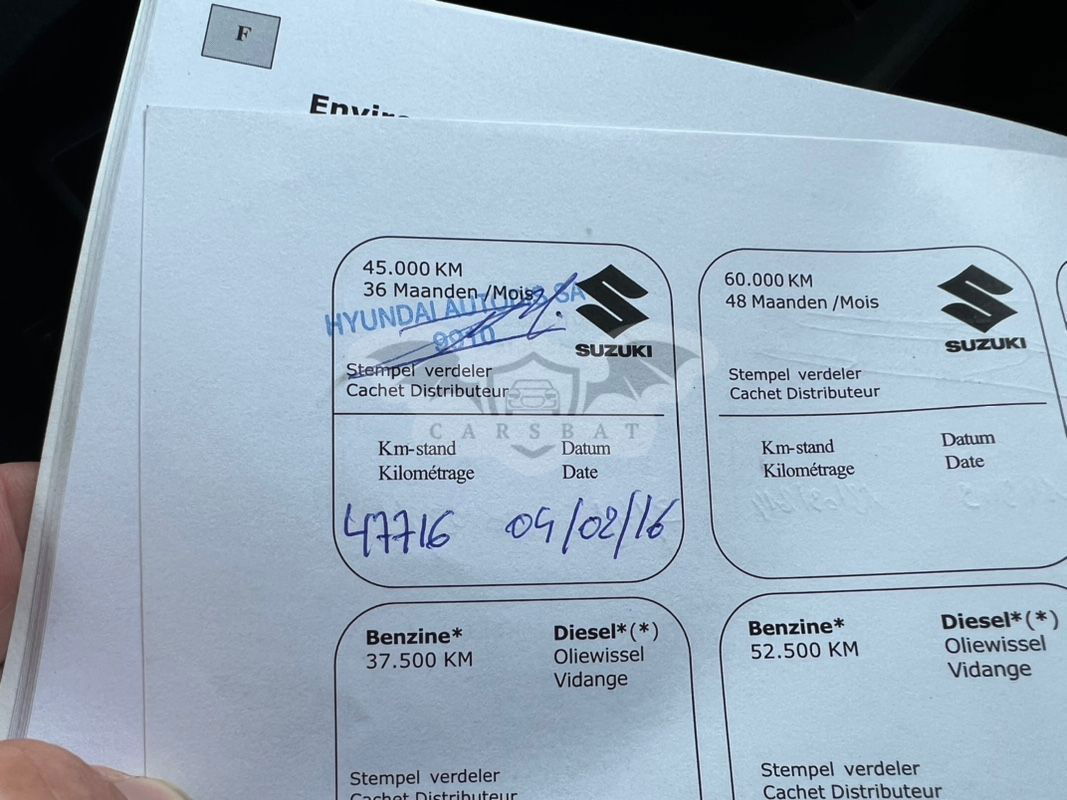 F
45.000 KM
36 Maanden /Mois
HYUNDAI SA
SUZUKI
Stempel verdeler
Cachet Distributeur
Km-stand Datum
Kilométrage Date
47716 09/02/16
60.000 KM
48 Maanden /Mois
SUZUKI
Stempel verdeler
Cachet Distributeur
Km-stand Datum
Kilométrage Date
CARSBAT
Benzine* Diesel*(*)
37.500 KM Oliewissel
Vidange
Stempel verdeler
Cachet Distributeur
Benzine* Diesel*(*)
52.500 KM Oliewissel
Vidange
Stempel verdeler
Cachet Distributeur